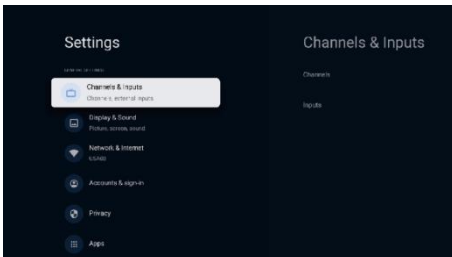 Settings
Channels & Inputs
Channels, external inputs
Display & Sound
Picture, screen, sound
Network & Internet
Accounts & sign-in
Privacy
Apps
Channels & Inputs
Channels
Inputs